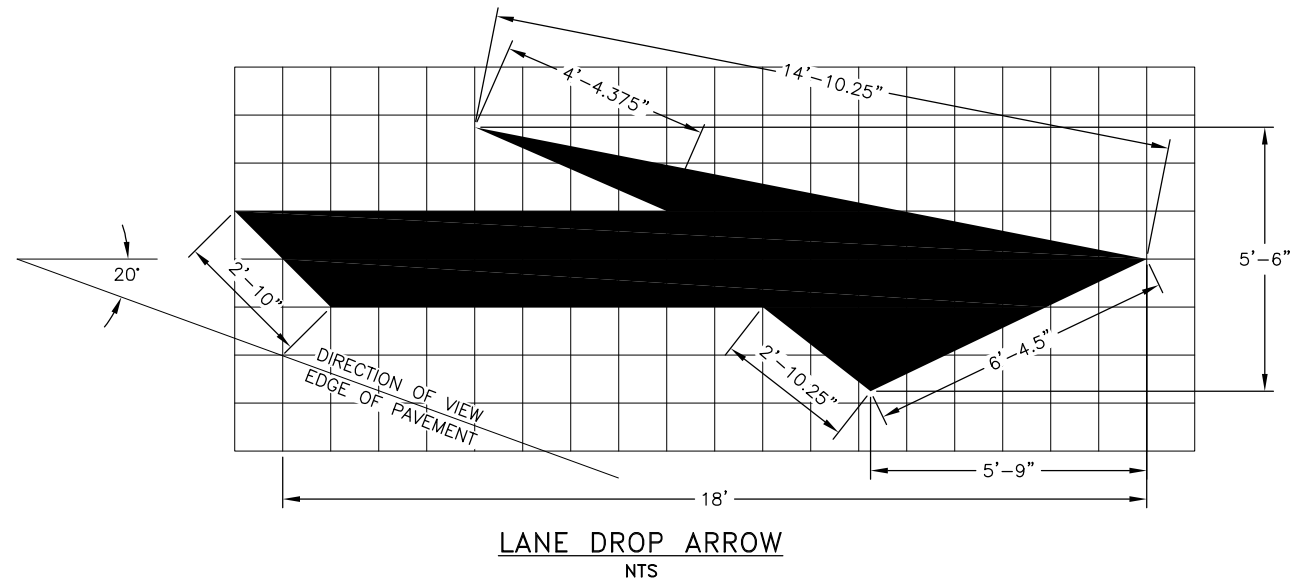 14'-10.25"
4'-4.375"
5'-6"
20°
2'-10"
DIRECTION OF VIEW
EDGE OF PAVEMENT
2'-10.25"
6'-4.5"
5'-9"
18'
LANE DROP ARROW
NTS